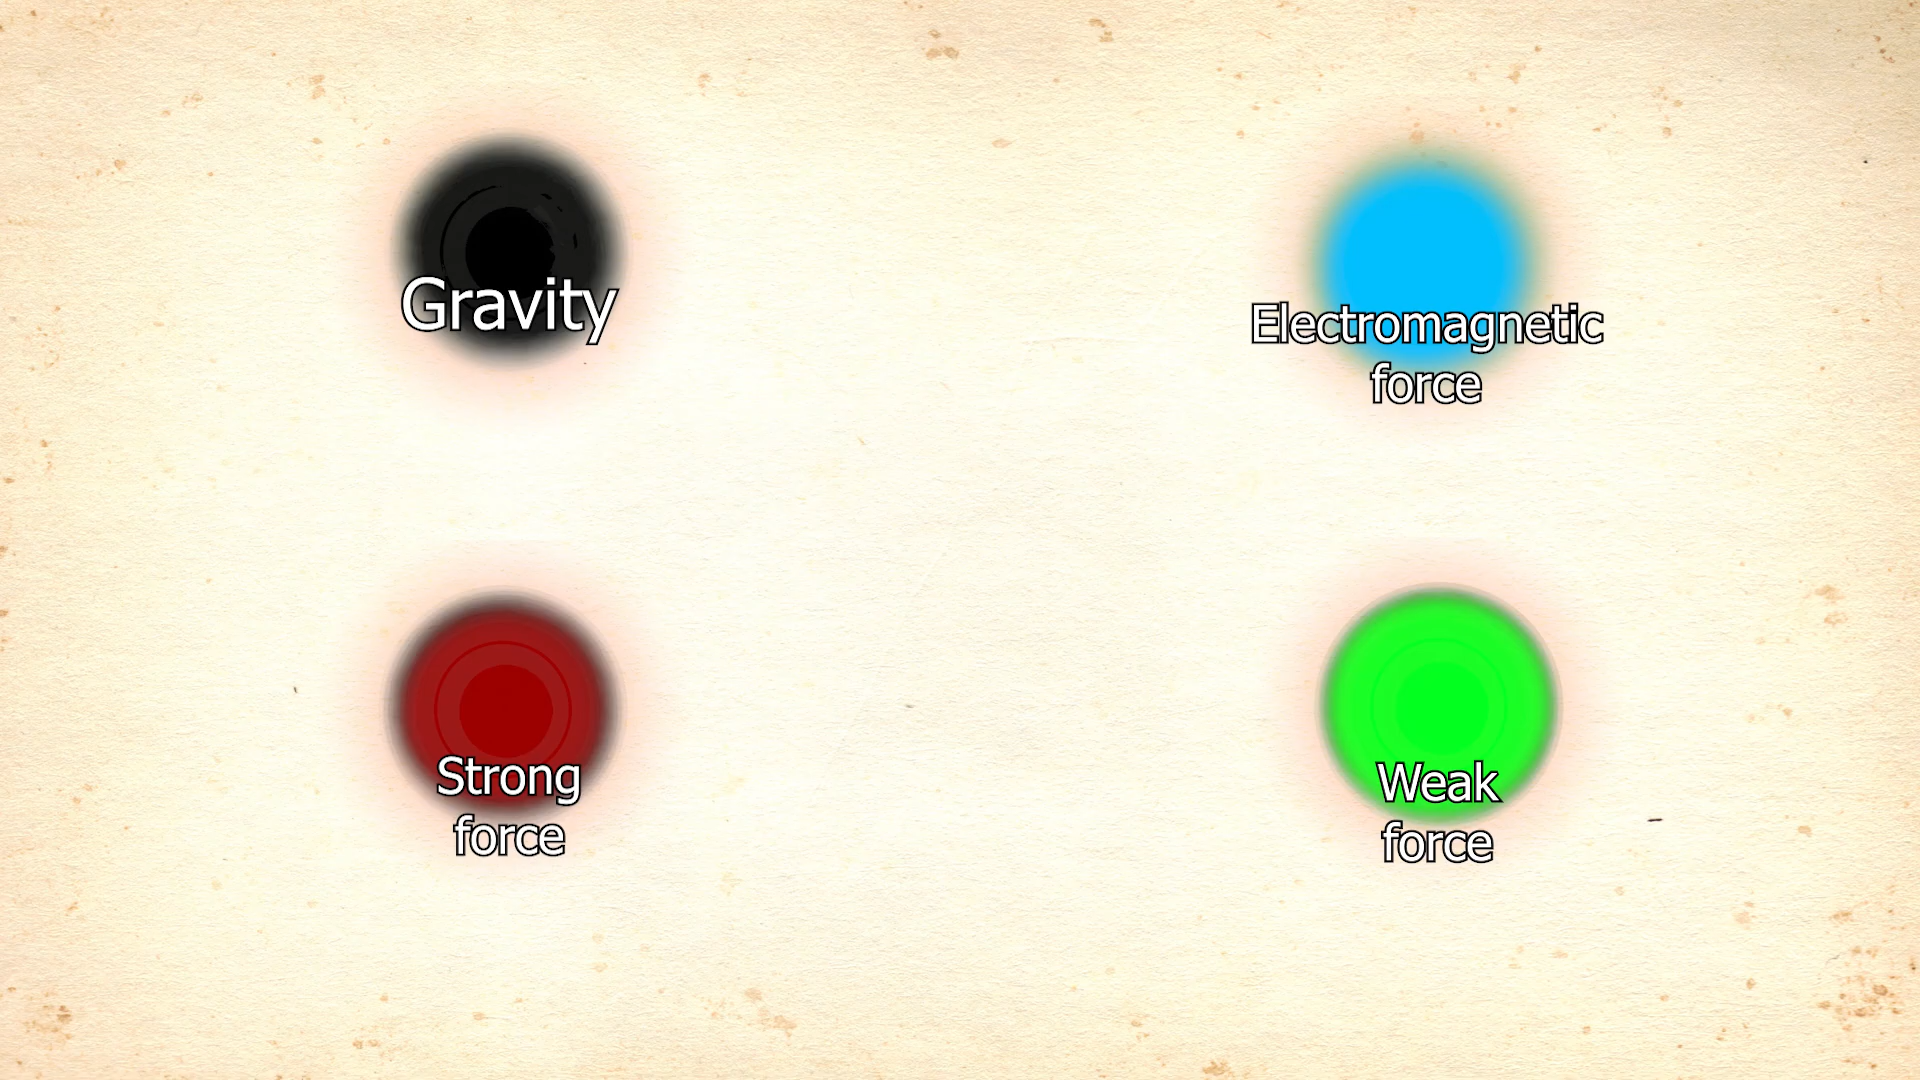 Gravity
Electromagnetic
force
Strong
force
Weak
force